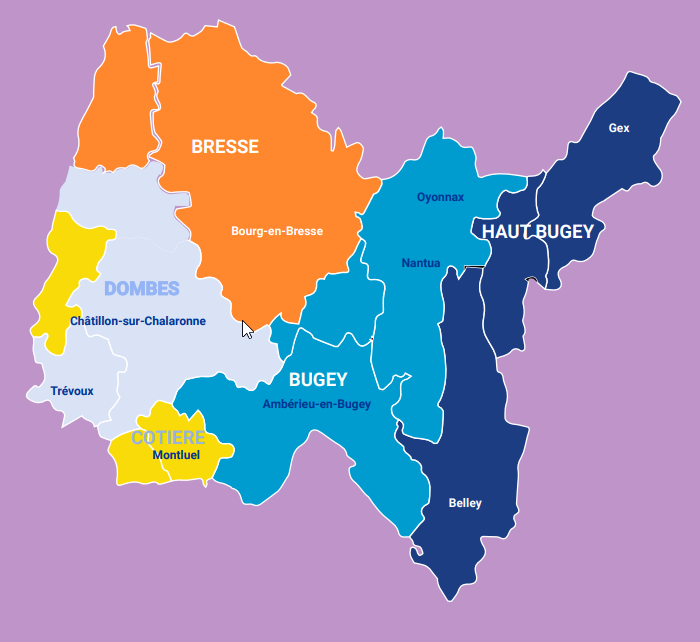 Gex
BRESSE
Oyonnax
Bourg-en-Bresse
HAUT BUGEY
Nantua
DOMBES
Châtillon-sur-Chalaronne
BUGEY
Trévoux
Ambérieu-en-Bugey
COTIERE
Montluel
Belley